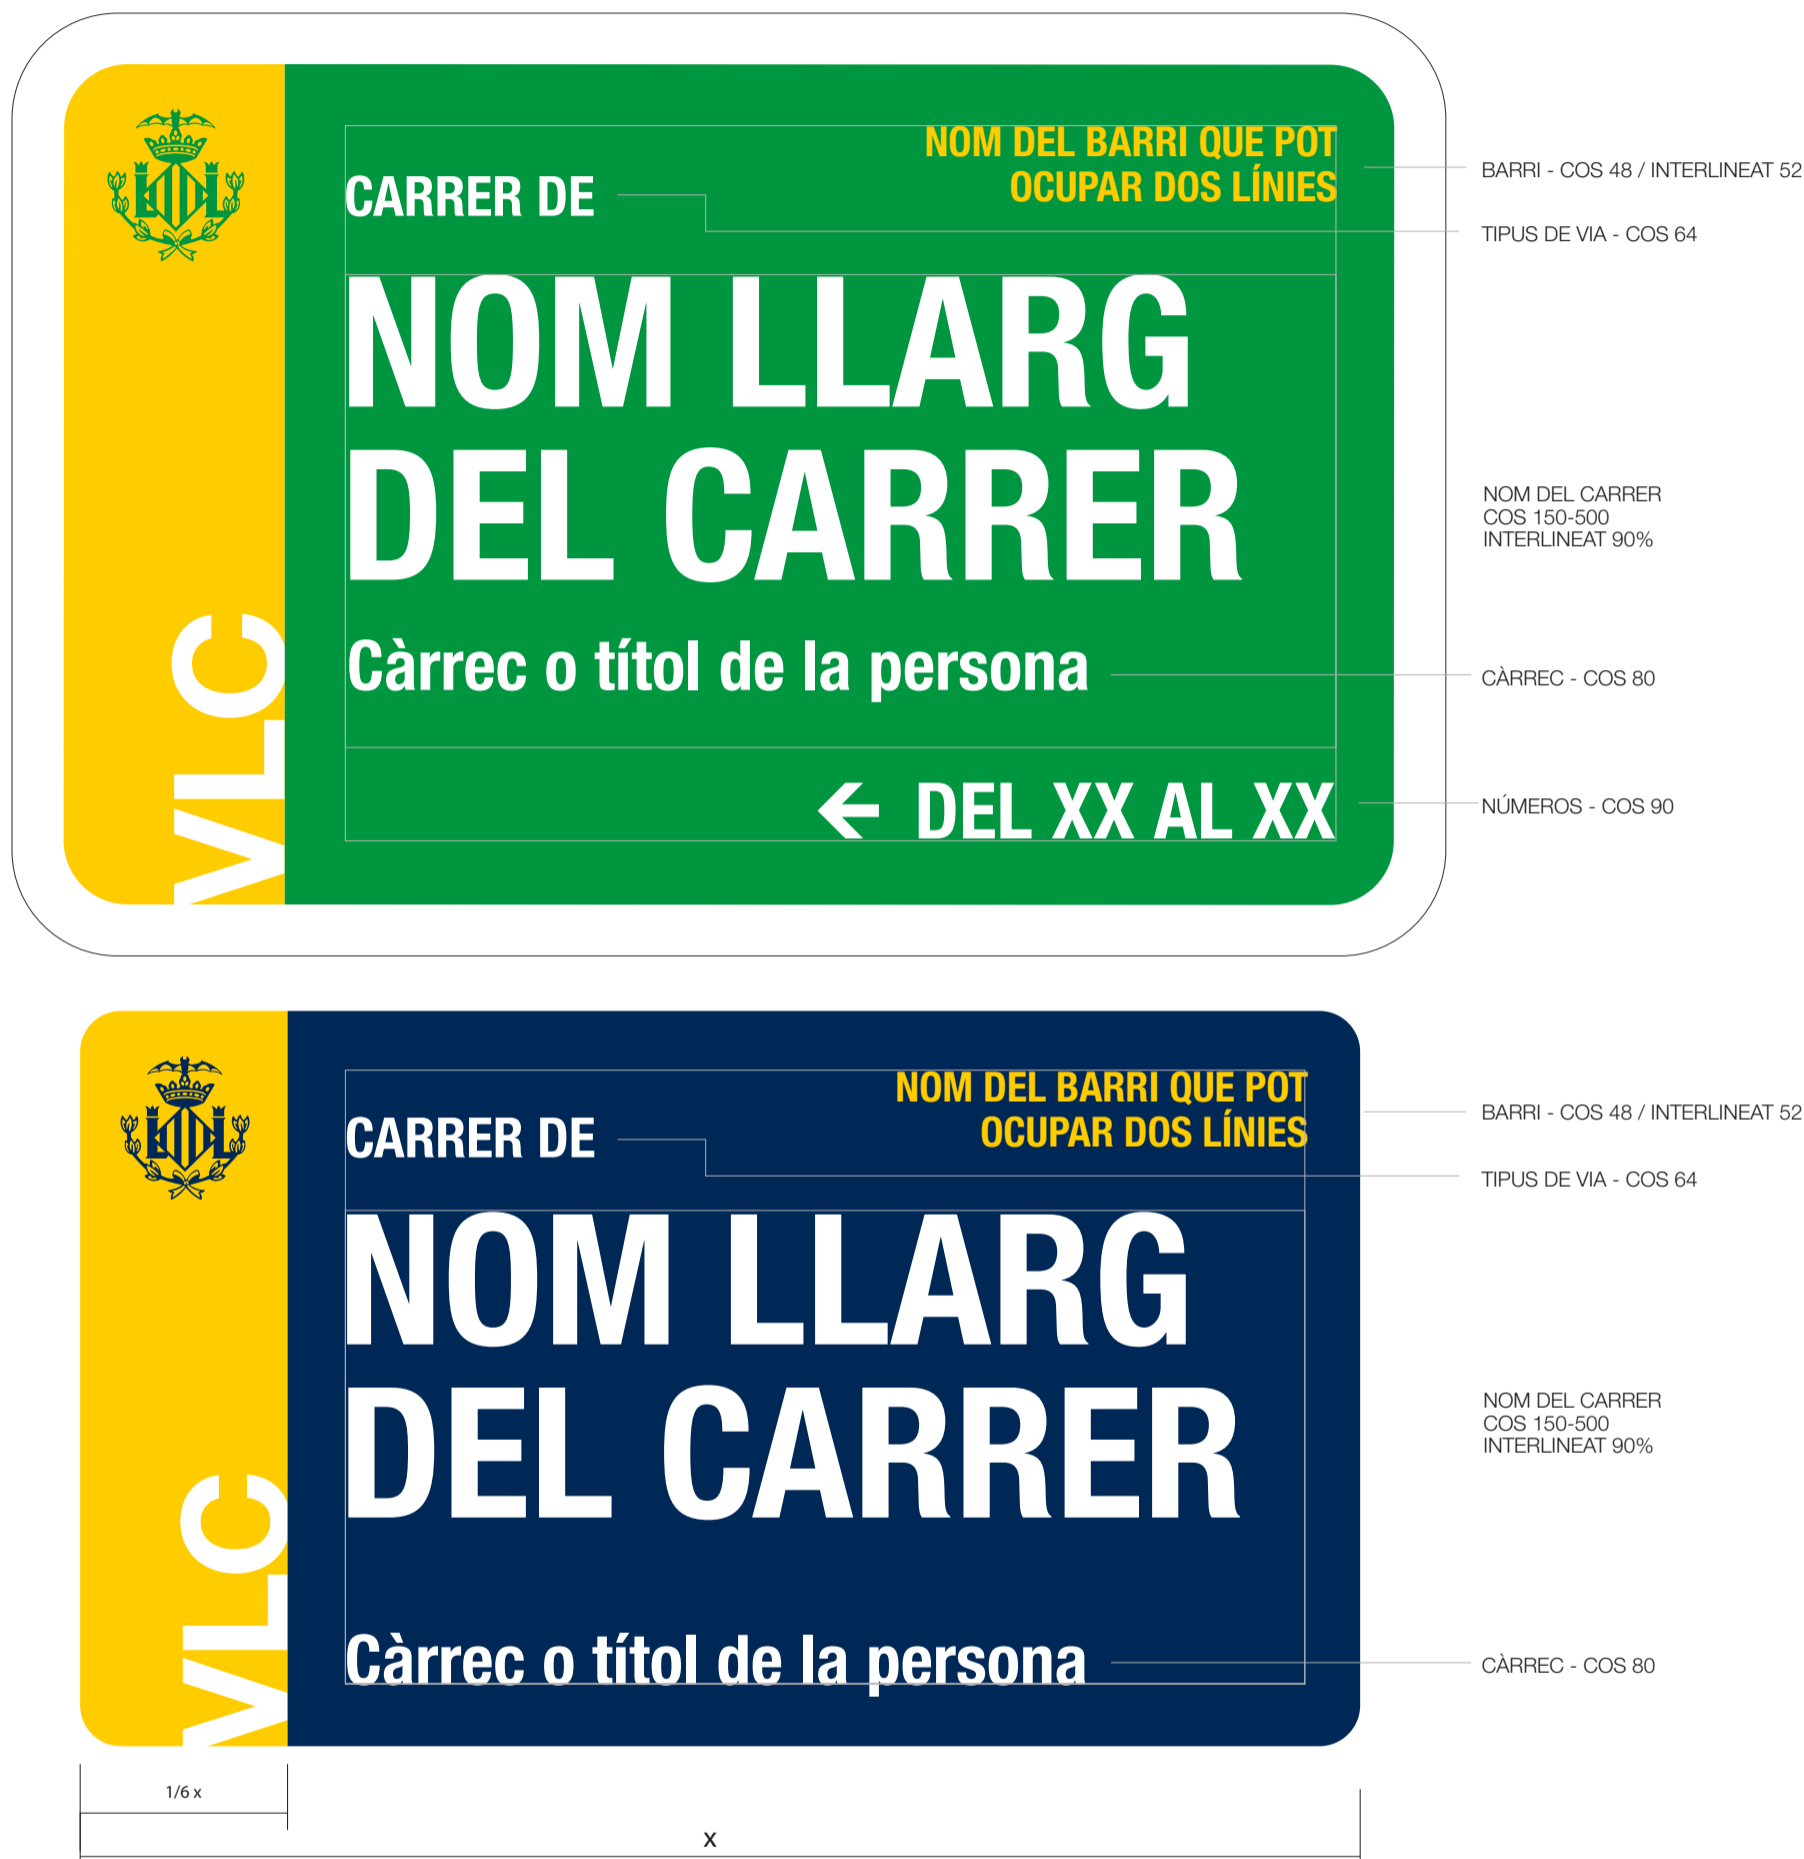 NOM DEL BARRI QUE POT
OCUPAR DOS LÍNIES
BARRI - COS 48 / INTERLINEAT 52
CARRER DE
TIPUS DE VIA - COS 64
NOM LLARG
DEL CARRER
NOM DEL CARRER
COS 150-500
INTERLINEAT 90%
Càrrec o títol de la persona
CÀRREC - COS 80
VLC
← DEL XX AL XX
NÚMEROS - COS 90
NOM DEL BARRI QUE POT
OCUPAR DOS LÍNIES
BARRI - COS 48 / INTERLINEAT 52
CARRER DE
TIPUS DE VIA - COS 64
NOM LLARG
DEL CARRER
NOM DEL CARRER
COS 150-500
INTERLINEAT 90%
VLC
Càrrec o títol de la persona
CÀRREC - COS 80
1/6 x
x